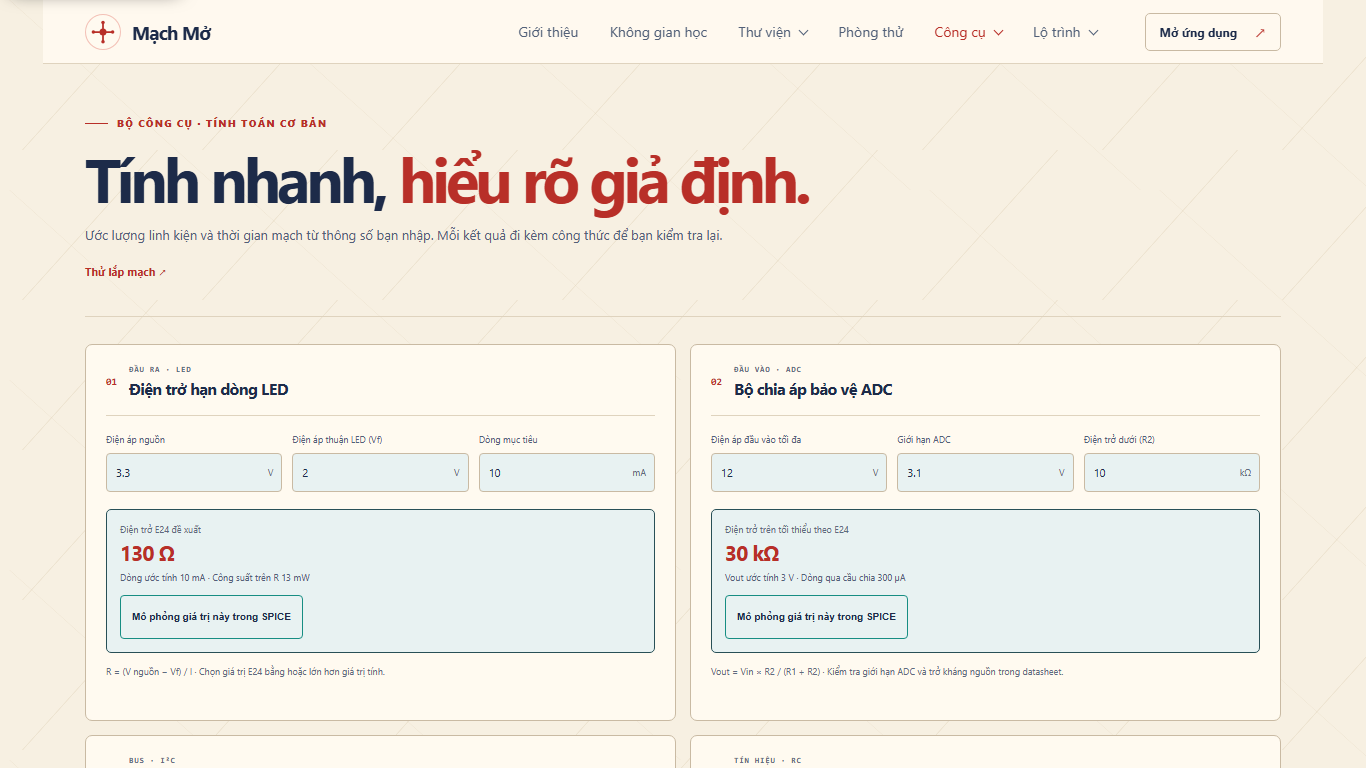 Mạch Mở
Giới thiệu
Không gian học
Thư viện
Phòng thử
Công cụ
Lộ trình
Mở ứng dụng ↗
BỘ CÔNG CỤ · TÍNH TOÁN CƠ BẢN
Tính nhanh, hiểu rõ giả định.
Ước lượng linh kiện và thời gian mạch từ thông số bạn nhập. Mỗi kết quả đi kèm công thức để bạn kiểm tra lại.
Thử lắp mạch ↗
01
ĐẦU RA · LED
Điện trở hạn dòng LED
Điện áp nguồn
Điện áp thuận LED (Vf)
Dòng mục tiêu
3.3 V
2 V
10 mA
Điện trở E24 đề xuất
130 Ω
Dòng ước tính 10 mA · Công suất trên R 13 mW
Mô phỏng giá trị này trong SPICE
R = (V nguồn − Vf) / I · Chọn giá trị E24 bằng hoặc lớn hơn giá trị tính.
02
ĐẦU VÀO · ADC
Bộ chia áp bảo vệ ADC
Điện áp đầu vào tối đa
Giới hạn ADC
Điện trở dưới (R2)
12 V
3.1 V
10 kΩ
Điện trở trên tối thiểu theo E24
30 kΩ
Vout ước tính 3 V · Dòng qua cầu chia 300 µA
Mô phỏng giá trị này trong SPICE
Vout = Vin × R2 / (R1 + R2) · Kiểm tra giới hạn ADC và trở kháng nguồn trong datasheet.
BUS · I²C
TÍN HIỆU · RC